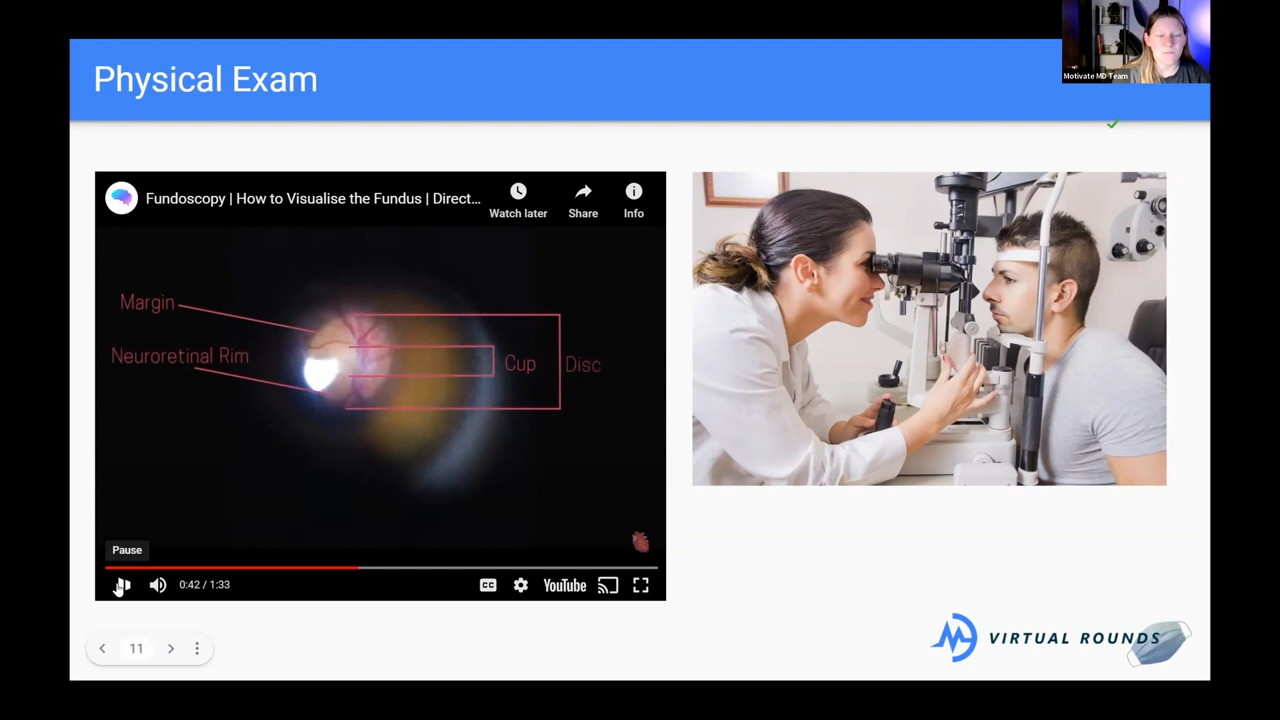 Physical Exam
Motivate MD Team
Fundoscopy | How to Visualise the Fundus | Direct...
Watch later
Share
Info
Margin
Neuroretinal Rim
Cup
Disc
Pause
0:42 / 1:33
CC
YouTube
11
VIRTUAL ROUNDS